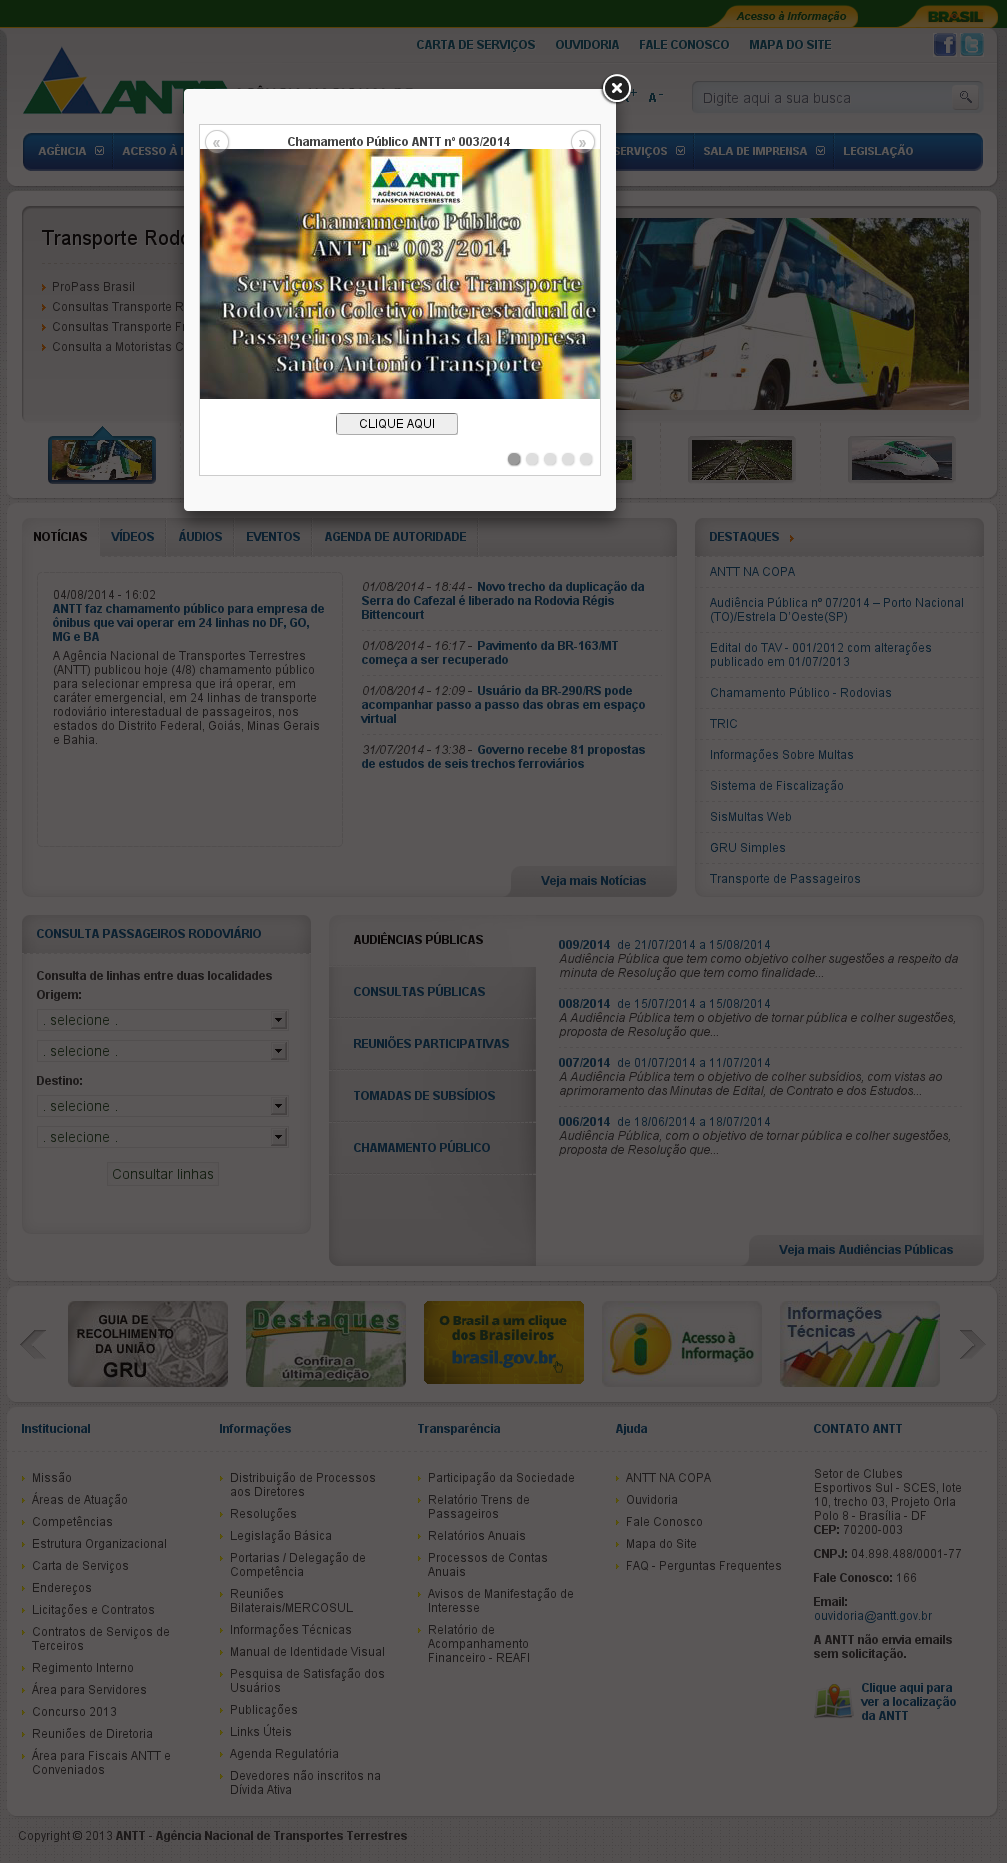 Acesso à Informação
BRASIL
CARTA DE SERVIÇOS
OUVIDORIA
FALE CONOSCO
MAPA DO SITE
ANTT
A-
Digite aqui a sua busca
AGÊNCIA
ACESSO À
SERVIÇOS
SALA DE IMPRENSA
LEGISLAÇÃO
Chamamento Público ANTT nº 003/2014
ANTT
AGÊNCIA NACIONAL DE
TRANSPORTES TERRESTRES
Chamamento Público
ANTT nº 003/2014
Serviços Regulares de Transporte
Rodoviário Coletivo Interestadual de
Passageiros nas linhas da Empresa
Santo Antonio Transporte
CLIQUE AQUI
Transporte
ProPass Brasil
Consultas Transporte
Consultas Transporte
Consulta a Motoristas
NOTÍCIAS
VÍDEOS
ÁUDIOS
EVENTOS
AGENDA DE AUTORIDADE
04/08/2014 - 16:02
ANTT faz chamamento público para empresa de
ônibus que vai operar em 24 linhas no DF, GO,
MG e BA
A Agência Nacional de Transportes Terrestres
(ANTT) publicou hoje (4/8) chamamento público
para selecionar empresa que irá operar, em
caráter emergencial, em 24 linhas de transporte
rodoviário interestadual de passageiros, nos
estados do Distrito Federal, Goiás, Minas Gerais
e Bahia.
01/08/2014 - 18:44 - Novo trecho da duplicação da
Serra do Cafezal é liberado na Rodovia Régis
Bittencourt
01/08/2014 - 16:17 - Pavimento da BR-163/MT
começa a ser recuperado
01/08/2014 - 12:09 - Usuário da BR-290/RS pode
acompanhar passo a passo das obras em espaço
virtual
31/07/2014 - 13:38 - Governo recebe 81 propostas
de estudos de seis trechos ferroviários
Veja mais Notícias
DESTAQUES
ANTT NA COPA
Audiência Pública nº 07/2014 – Porto Nacional
(TO)/Estrela D'Oeste(SP)
Edital do TAV - 001/2012 com alterações
publicado em 01/07/2013
Chamamento Público - Rodovias
TRIC
Informações Sobre Multas
Sistema de Fiscalização
SisMultas Web
GRU Simples
Transporte de Passageiros
CONSULTA PASSAGEIROS RODOVIÁRIO
Consulta de linhas entre duas localidades
Origem:
. selecione .
. selecione .
Destino:
. selecione .
. selecione .
Consultar linhas
AUDIÊNCIAS PÚBLICAS
CONSULTAS PÚBLICAS
REUNIÕES PARTICIPATIVAS
TOMADAS DE SUBSÍDIOS
CHAMAMENTO PÚBLICO
009/2014 de 21/07/2014 a 15/08/2014
Audiência Pública que tem como objetivo colher sugestões a respeito da
minuta de Resolução que tem como finalidade...
008/2014 de 15/07/2014 a 15/08/2014
A Audiência Pública tem o objetivo de tornar pública e colher sugestões,
proposta de Resolução que...
007/2014 de 01/07/2014 a 11/07/2014
A Audiência Pública tem o objetivo de colher subsídios, com vistas ao
aprimoramento das Minutas de Edital, de Contrato e dos Estudos...
006/2014 de 18/06/2014 a 18/07/2014
Audiência Pública, com o objetivo de tornar pública e colher sugestões,
proposta de Resolução que...
Veja mais Audiências Públicas
GUIA DE
RECOLHIMENTO
DA UNIÃO
GRU
Destaques
Confira a
última edição
O Brasil a um clique
dos Brasileiros
brasil.gov.br
Acesso à
Informação
Informações
Técnicas
Institucional
Missão
Áreas de Atuação
Competências
Estrutura Organizacional
Carta de Serviços
Endereços
Licitações e Contratos
Contratos de Serviços de
Terceiros
Regimento Interno
Área para Servidores
Concurso 2013
Reuniões de Diretoria
Área para Fiscais ANTT e
Conveniados
Informações
Distribuição de Processos
aos Diretores
Resoluções
Legislação Básica
Portarias / Delegação de
Competência
Reuniões
Bilaterais/MERCOSUL
Informações Técnicas
Manual de Identidade Visual
Pesquisa de Satisfação dos
Usuários
Publicações
Links Úteis
Agenda Regulatória
Devedores não inscritos na
Dívida Ativa
Transparência
Participação da Sociedade
Relatório Trens de
Passageiros
Relatórios Anuais
Processos de Contas
Anuais
Avisos de Manifestação de
Interesse
Relatório de
Acompanhamento
Financeiro - REAFI
Ajuda
ANTT NA COPA
Ouvidoria
Fale Conosco
Mapa do Site
FAQ - Perguntas Frequentes
CONTATO ANTT
Setor de Clubes
Esportivos Sul - SCES, lote
10, trecho 03, Projeto Orla
Polo 8 - Brasília - DF
CEP: 70200-003
CNPJ: 04.898.488/0001-77
Fale Conosco: 166
Email:
ouvidoria@antt.gov.br
A ANTT não envia emails
sem solicitação.
Clique aqui para
ver a localização
da ANTT
Copyright © 2013 ANTT - Agência Nacional de Transportes Terrestres